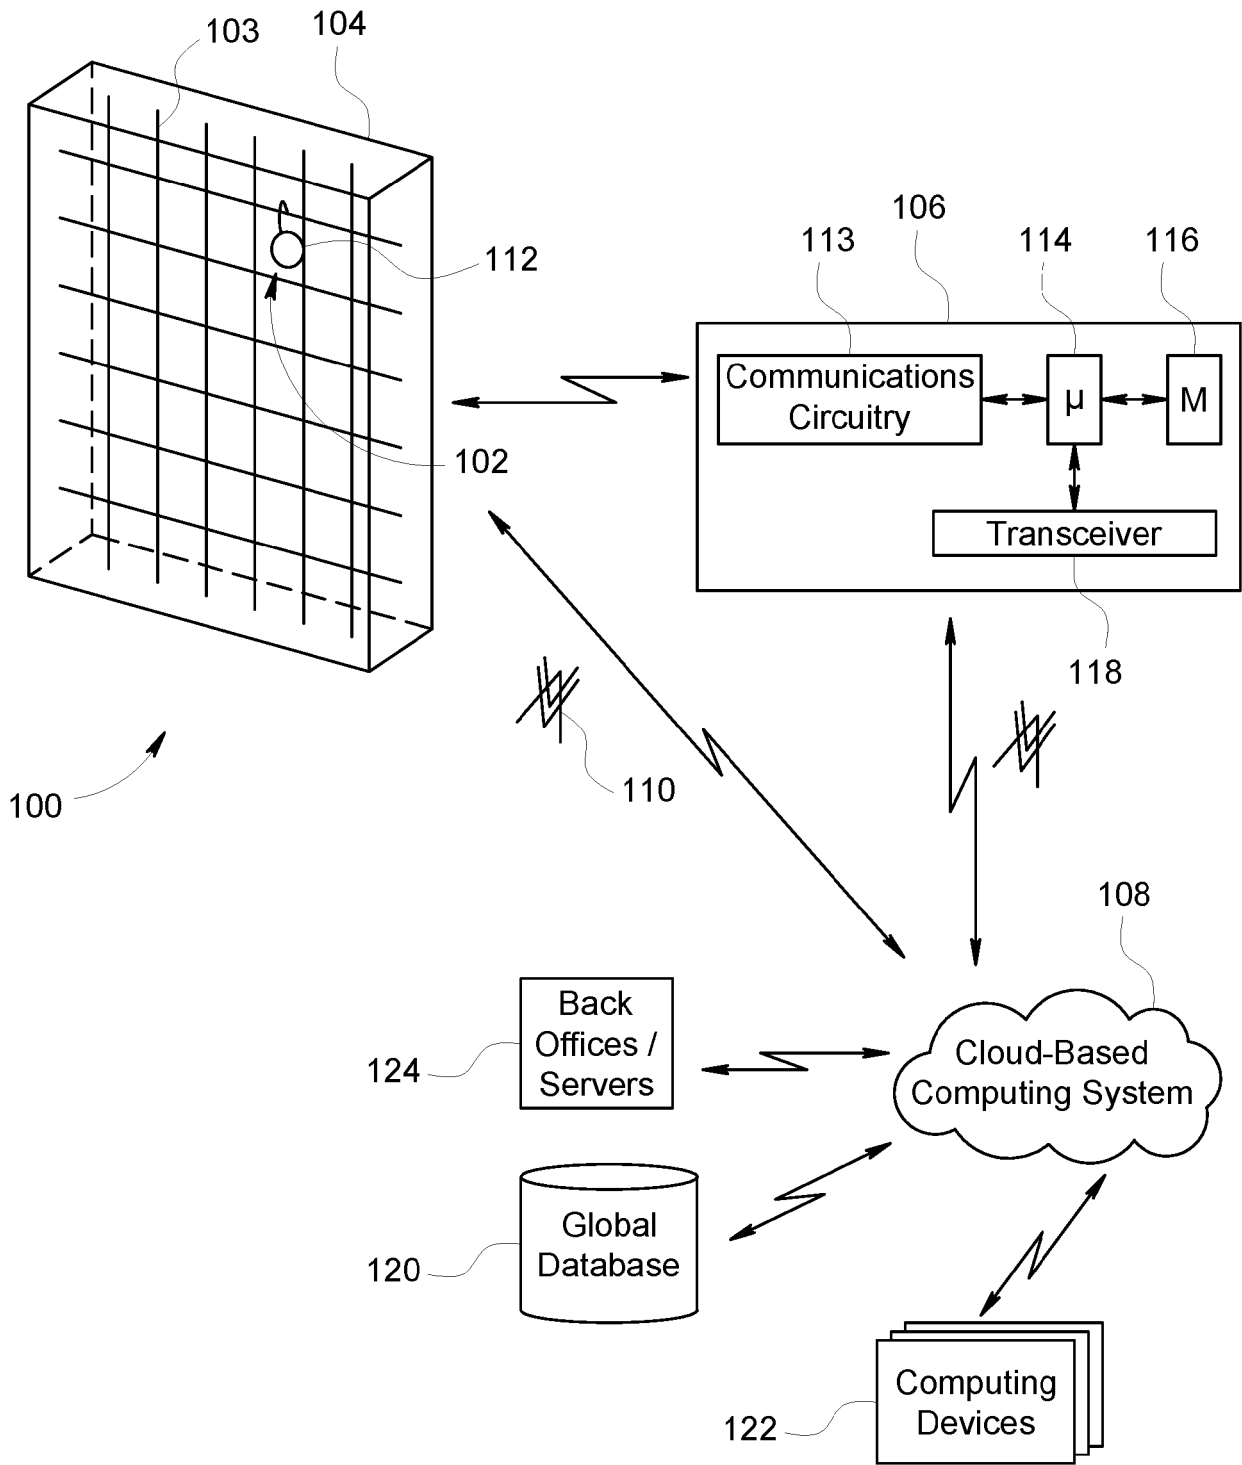 103
104
112
102
106
113
114
116
Communications
Circuitry
μ
M
Transceiver
118
110
100
108
Cloud-Based
Computing System
Back
Offices /
Servers
124
Global
Database
120
Computing
Devices
122